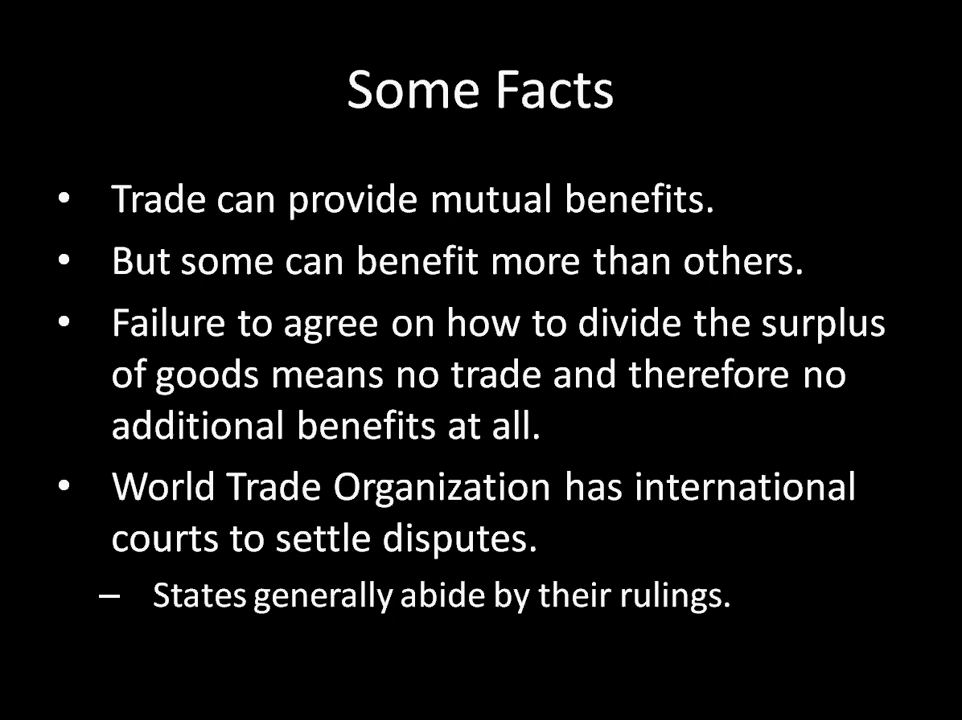 Some Facts
• Trade can provide mutual benefits.
• But some can benefit more than others.
• Failure to agree on how to divide the surplus
of goods means no trade and therefore no
additional benefits at all.
• World Trade Organization has international
courts to settle disputes.
– States generally abide by their rulings.